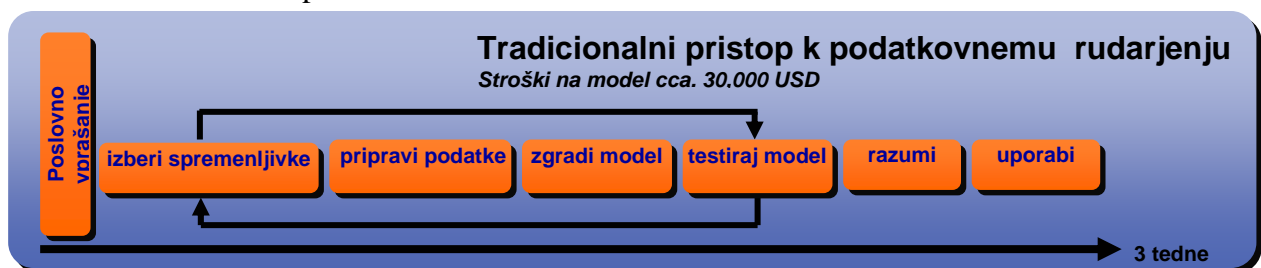 Tradicionalni pristop k podatkovnemu rudarjenju
Stroški na model cca. 30.000 USD
Poslovno
vprašanje
izberi spremenljivke
pripravi podatke
zgradi model
testiraj model
razumi
uporabi
3 tedne